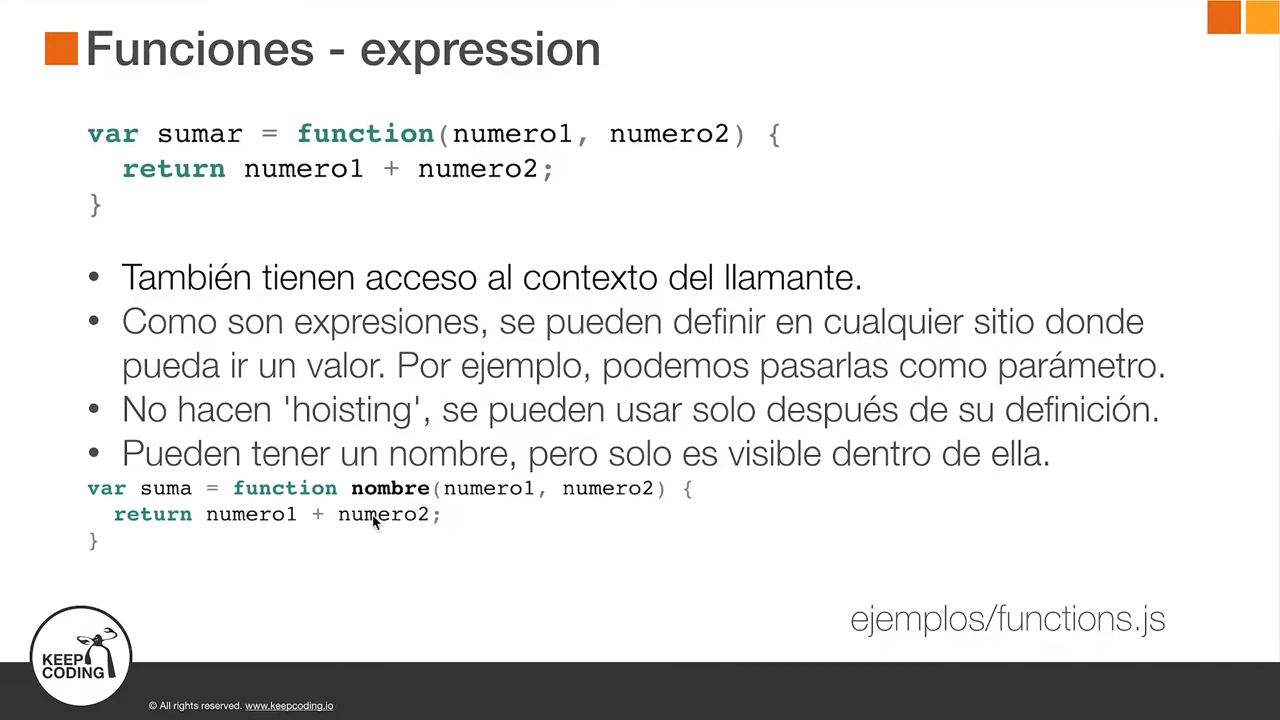 Funciones - expression
var sumar = function(numero1, numero2) {
  return numero1 + numero2;
}
• También tienen acceso al contexto del llamante.
• Como son expresiones, se pueden definir en cualquier sitio donde
pueda ir un valor. Por ejemplo, podemos pasarlas como parámetro.
• No hacen 'hoisting', se pueden usar solo después de su definición.
• Pueden tener un nombre, pero solo es visible dentro de ella.
var suma = function nombre(numero1, numero2) {
  return numero1 + numero2;
}
ejemplos/functions.js
KEEP
CODING
© All rights reserved. www.keepcoding.io